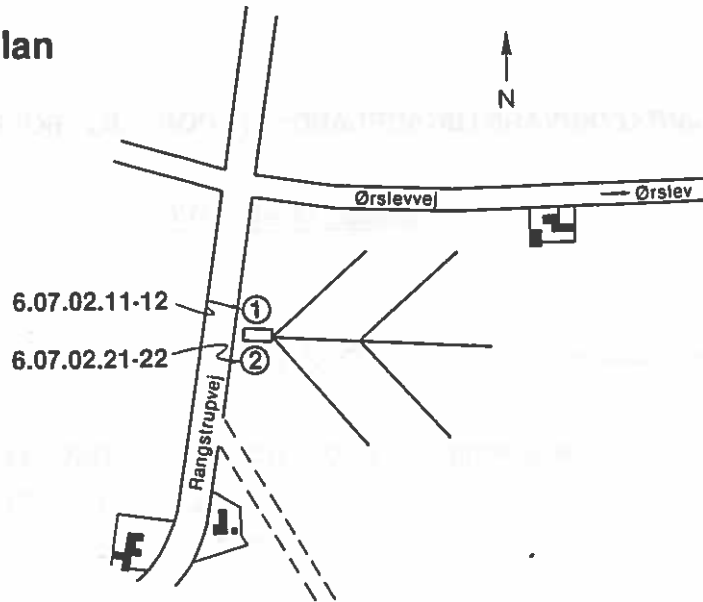 lan
N
Ørslevvej → Ørslev
6.07.02.11-12 ①
6.07.02.21-22 ②
Rangstrupvej